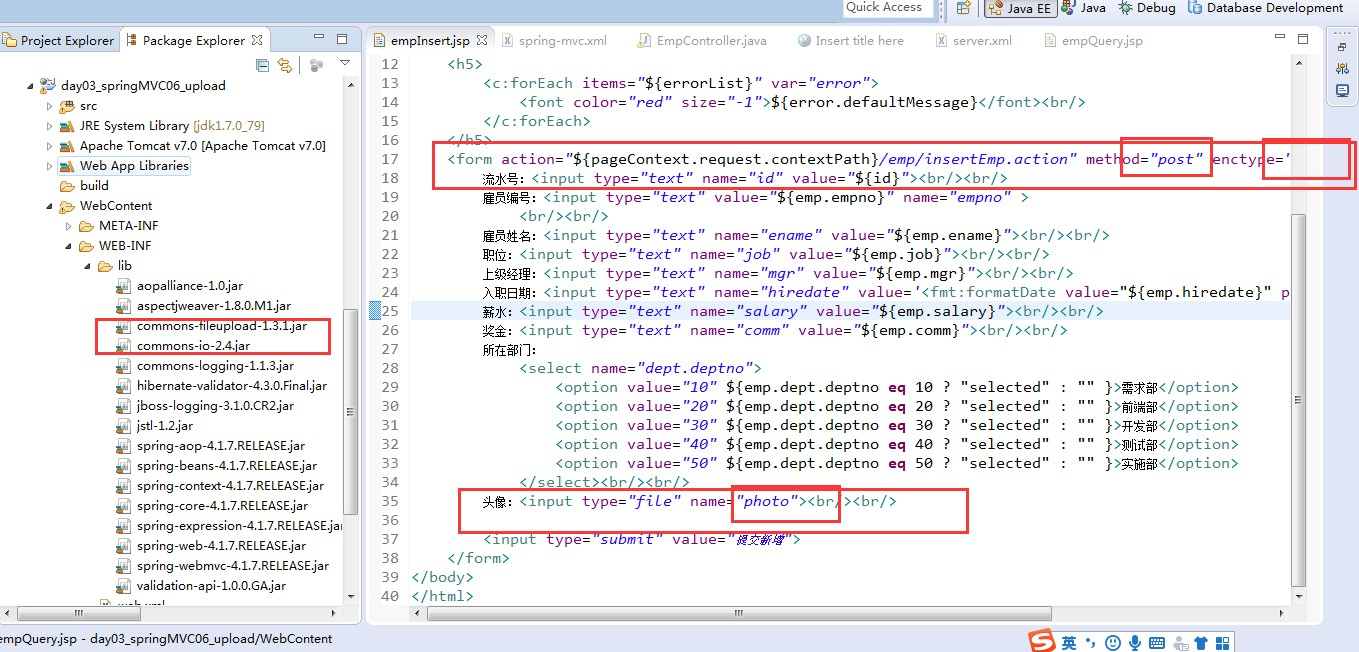 Quick Access
Java EE
Java
Debug
Database Development
Project Explorer
Package Explorer
day03_springMVC06_upload
src
JRE System Library [jdk1.7.0_79]
Apache Tomcat v7.0 [Apache Tomcat v7.0]
Web App Libraries
build
WebContent
META-INF
WEB-INF
lib
aopalliance-1.0.jar
aspectjweaver-1.8.0.M1.jar
commons-fileupload-1.3.1.jar
commons-io-2.4.jar
commons-logging-1.1.3.jar
hibernate-validator-4.3.0.Final.jar
jboss-logging-3.1.0.CR2.jar
jstl-1.2.jar
spring-aop-4.1.7.RELEASE.jar
spring-beans-4.1.7.RELEASE.jar
spring-context-4.1.7.RELEASE.jar
spring-core-4.1.7.RELEASE.jar
spring-expression-4.1.7.RELEASE.jar
spring-web-4.1.7.RELEASE.jar
spring-webmvc-4.1.7.RELEASE.jar
validation-api-1.0.0.GA.jar
empInsert.jsp
spring-mvc.xml
EmpController.java
Insert title here
server.xml
empQuery.jsp
12 <h5>
13 <c:forEach items="${errorList}" var="error">
14 <font color="red" size="-1">${error.defaultMessage}</font><br/>
15 </c:forEach>
16 </h5>
17 <form action="${pageContext.request.contextPath}/emp/insertEmp.action" method="post" enctype="
18 流水号：<input type="text" name="id" value="${id}"><br/><br/>
19 雇员编号：<input type="text" value="${emp.empno}" name="empno" >
20 <br/><br/>
21 雇员姓名：<input type="text" name="ename" value="${emp.ename}"><br/><br/>
22 职位：<input type="text" name="job" value="${emp.job}"><br/><br/>
23 上级经理：<input type="text" name="mgr" value="${emp.mgr}"><br/><br/>
24 入职日期：<input type="text" name="hiredate" value='<fmt:formatDate value="${emp.hiredate}" p
25 薪水：<input type="text" name="salary" value="${emp.salary}"><br/><br/>
26 奖金：<input type="text" name="comm" value="${emp.comm}"><br/><br/>
27 所在部门：
28 <select name="dept.deptno">
29 <option value="10" ${emp.dept.deptno eq 10 ? "selected" : "" }>需求部</option>
30 <option value="20" ${emp.dept.deptno eq 20 ? "selected" : "" }>前端部</option>
31 <option value="30" ${emp.dept.deptno eq 30 ? "selected" : "" }>开发部</option>
32 <option value="40" ${emp.dept.deptno eq 40 ? "selected" : "" }>测试部</option>
33 <option value="50" ${emp.dept.deptno eq 50 ? "selected" : "" }>实施部</option>
34 </select><br/><br/>
35 头像：<input type="file" name="photo"><br/><br/>
36
37 <input type="submit" value="提交新增">
38 </form>
39 </body>
40 </html>
empQuery.jsp - day03_springMVC06_upload/WebContent
英